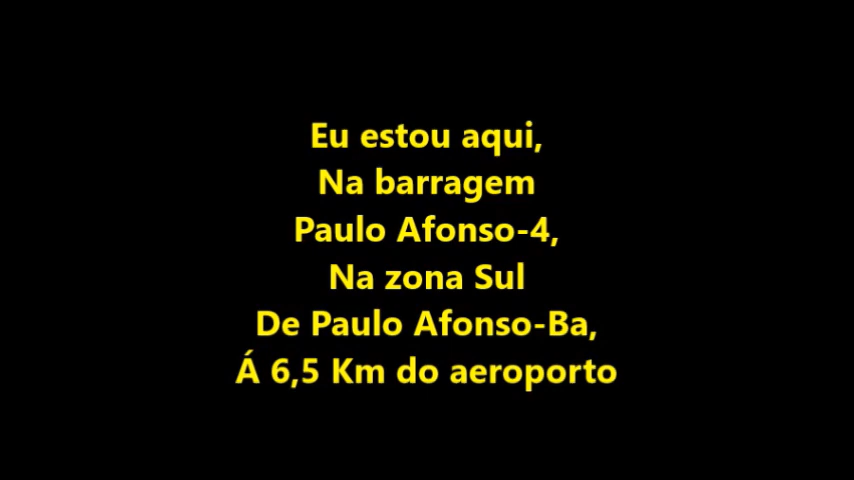 Eu estou aqui,
Na barragem
Paulo Afonso-4,
Na zona Sul
De Paulo Afonso-Ba,
Á 6,5 Km do aeroporto